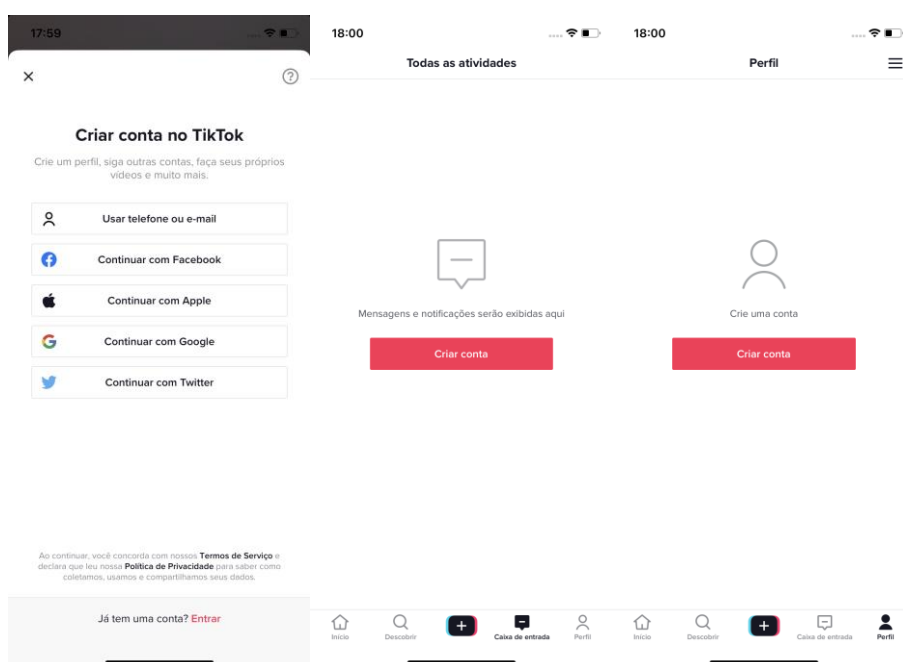 17:59
Criar conta no TikTok
Crie um perfil, siga outras contas, faça seus próprios
vídeos e muito mais.
Usar telefone ou e-mail
Continuar com Facebook
Continuar com Apple
Continuar com Google
Continuar com Twitter
Ao continuar, você concorda com nossos Termos de Serviço e
declara que leu nossa Política de Privacidade para saber como
coletamos, usamos e compartilhamos seus dados.
Já tem uma conta? Entrar
18:00
Todas as atividades
Mensagens e notificações serão exibidas aqui
Criar conta
Início
Descobrir
Caixa de entrada
Perfil
18:00
Perfil
Crie uma conta
Criar conta
Início
Descobrir
Caixa de entrada
Perfil